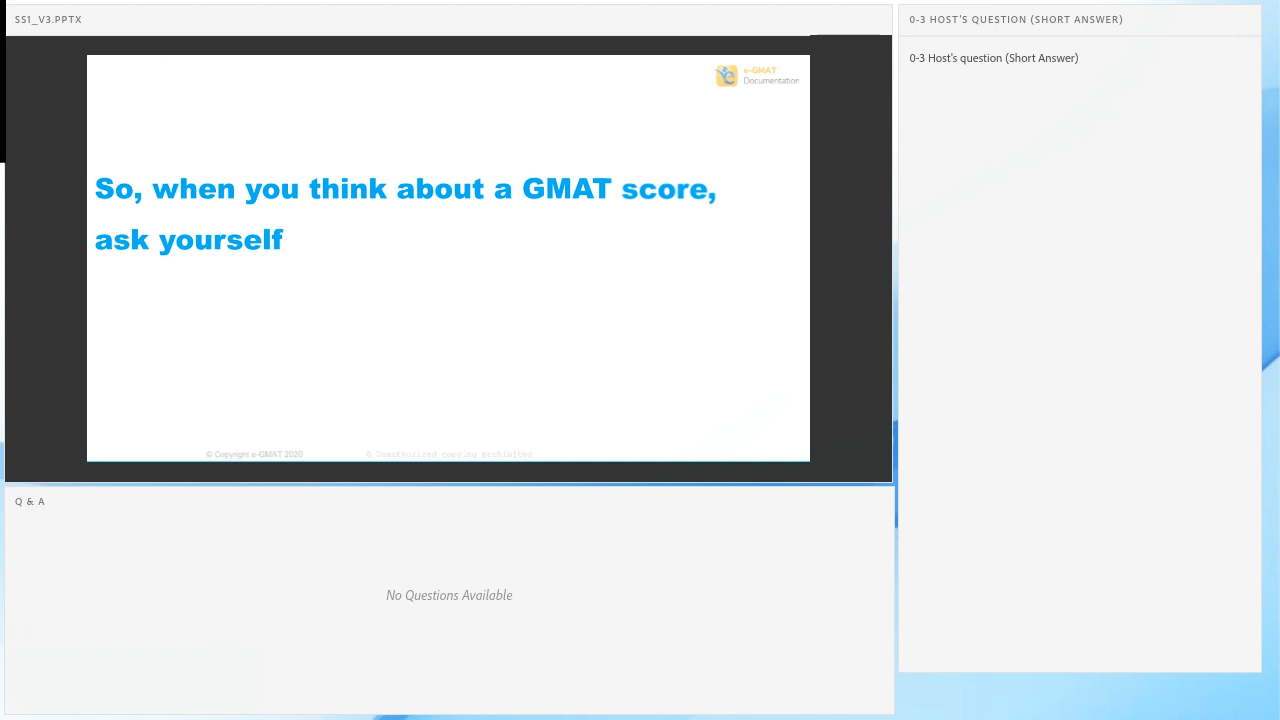 SS1_V3.PPTX
e-GMAT
Documentation
So, when you think about a GMAT score,
ask yourself
© Copyright e-GMAT 2020
© Unauthorized copying prohibited
Q & A
No Questions Available
0-3 HOST'S QUESTION (SHORT ANSWER)
0-3 Host's question (Short Answer)